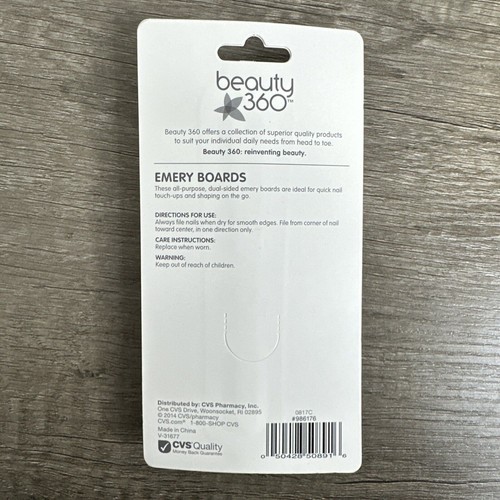 beauty
360™
Beauty 360 offers a collection of superior quality products
to suit your individual daily needs from head to toe.
Beauty 360: reinventing beauty.
EMERY BOARDS
These all-purpose, dual-sided emery boards are ideal for quick nail
touch-ups and shaping on the go.
DIRECTIONS FOR USE:
Always file nails when dry for smooth edges. File from corner of nail
toward center, in one direction only.
CARE INSTRUCTIONS:
Replace when worn.
WARNING:
Keep out of reach of children.
Distributed by: CVS Pharmacy, Inc.
One CVS Drive, Woonsocket, RI 02895
© 2014 CVS/pharmacy
CVS.com® 1-800-SHOP CVS
Made in China
V-31877
CVS Quality
Money Back Guarantee
0817C
#986176
0 50428 50891 6